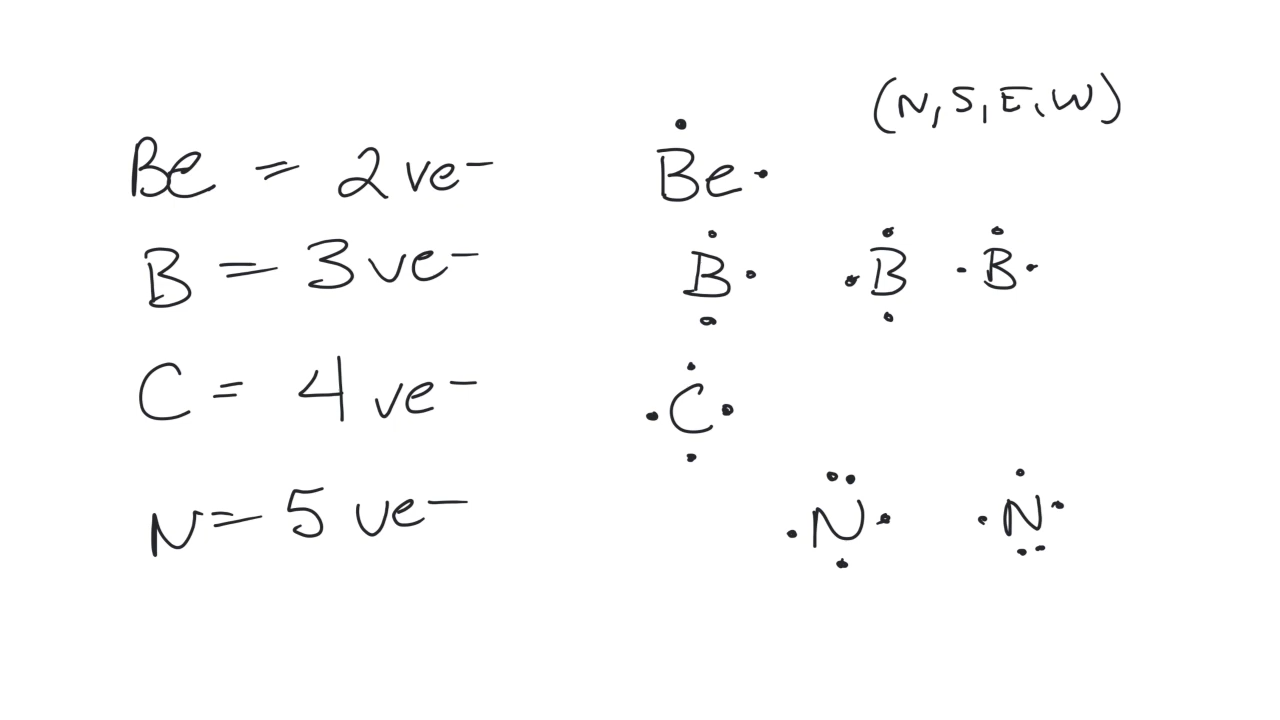 (N, S, E, W)
Be = 2 ve⁻ Be
B = 3 ve⁻ B B B
C = 4 ve⁻ C
N = 5 ve⁻ N N